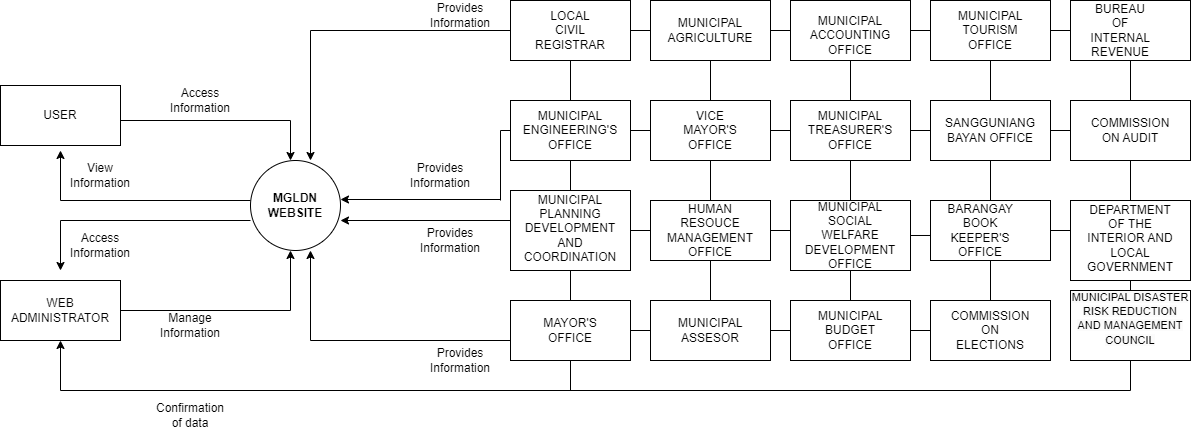 Provides
Information
LOCAL
CIVIL
REGISTRAR
MUNICIPAL
AGRICULTURE
MUNICIPAL
ACCOUNTING
OFFICE
MUNICIPAL
TOURISM
OFFICE
BUREAU
OF
INTERNAL
REVENUE
USER
Access
Information
MUNICIPAL
ENGINEERING'S
OFFICE
VICE
MAYOR'S
OFFICE
MUNICIPAL
TREASURER'S
OFFICE
SANGGUNIANG
BAYAN OFFICE
COMMISSION
ON AUDIT
View
Information
MGLDN
WEBSITE
Provides
Information
Provides
Information
MUNICIPAL
PLANNING
DEVELOPMENT
AND
COORDINATION
HUMAN
RESOUCE
MANAGEMENT
OFFICE
MUNICIPAL
SOCIAL
WELFARE
DEVELOPMENT
OFFICE
BARANGAY
BOOK
KEEPER'S
OFFICE
DEPARTMENT
OF THE
INTERIOR AND
LOCAL
GOVERNMENT
Access
Information
WEB
ADMINISTRATOR
Manage
Information
Provides
Information
MAYOR'S
OFFICE
MUNICIPAL
ASSESOR
MUNICIPAL
BUDGET
OFFICE
COMMISSION
ON
ELECTIONS
MUNICIPAL DISASTER
RISK REDUCTION
AND MANAGEMENT
COUNCIL
Confirmation
of data